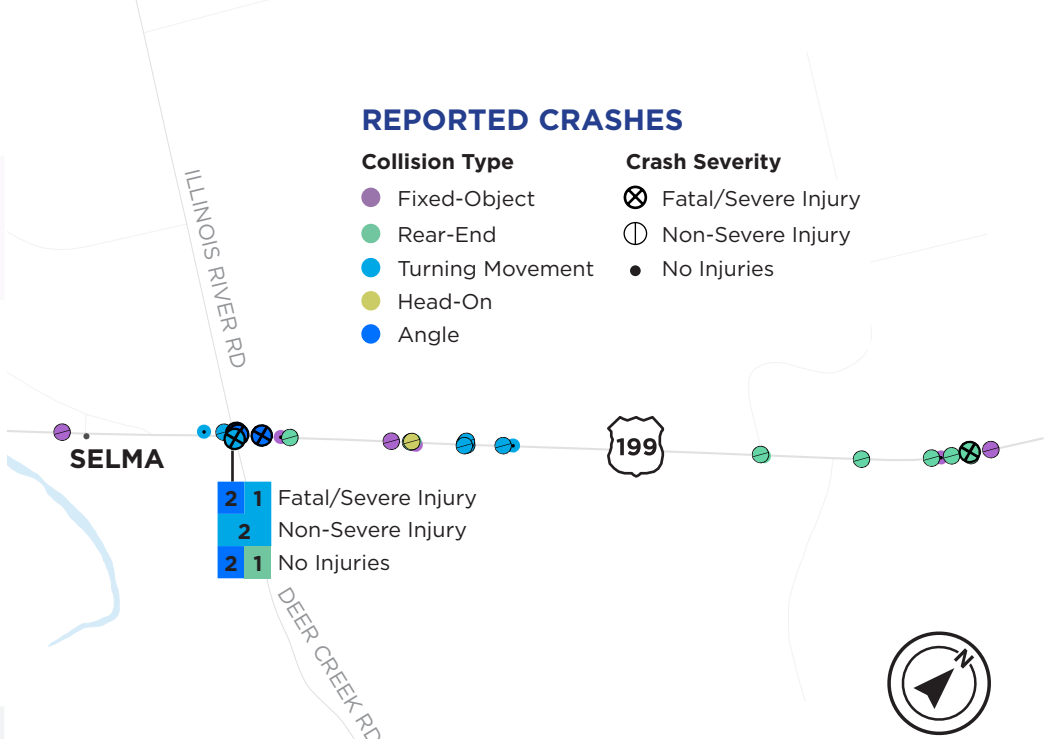 REPORTED CRASHES
Collision Type
Fixed-Object
Rear-End
Turning Movement
Head-On
Angle
Crash Severity
Fatal/Severe Injury
Non-Severe Injury
No Injuries
ILLINOIS RIVER RD
SELMA
199
2 1 Fatal/Severe Injury
2 Non-Severe Injury
2 1 No Injuries
DEER CREEK RD
N